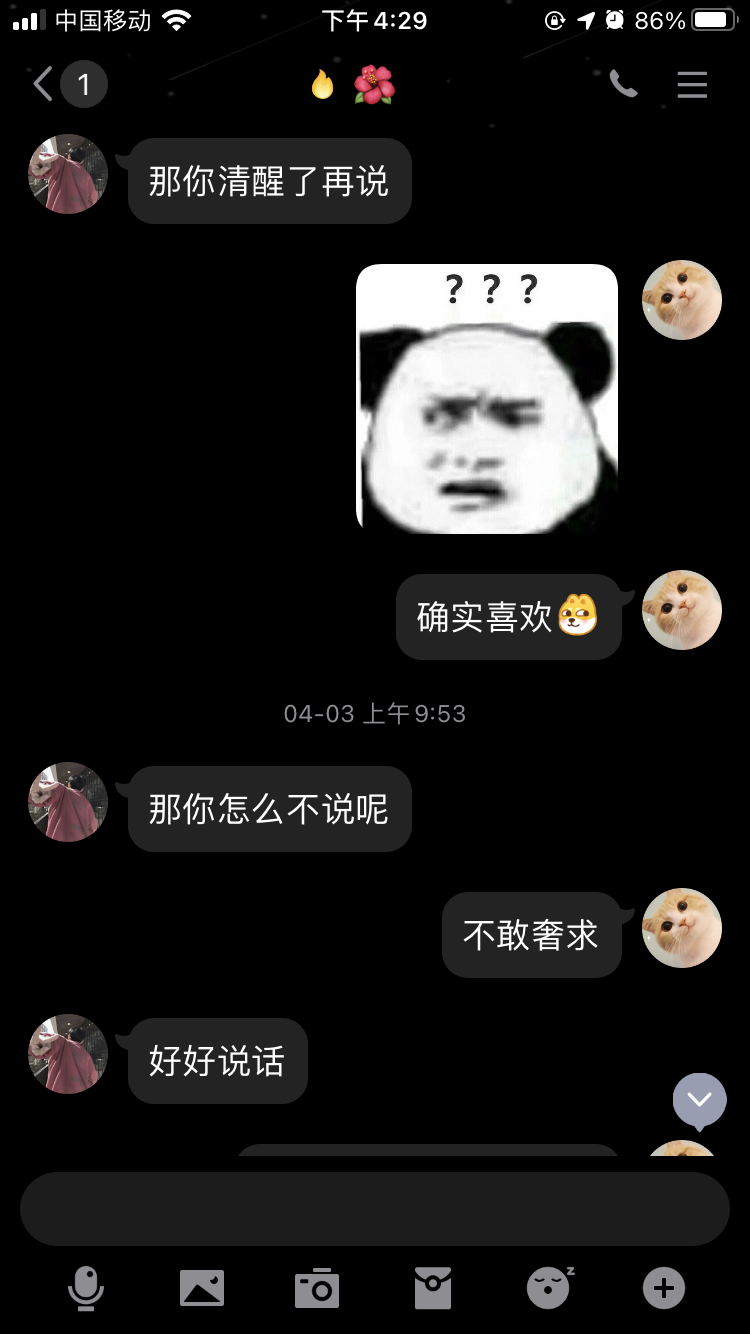 中国移动 下午4:29 86%
1
那你清醒了再说
？？？
确实喜欢
04-03 上午9:53
那你怎么不说呢
不敢奢求
好好说话
z